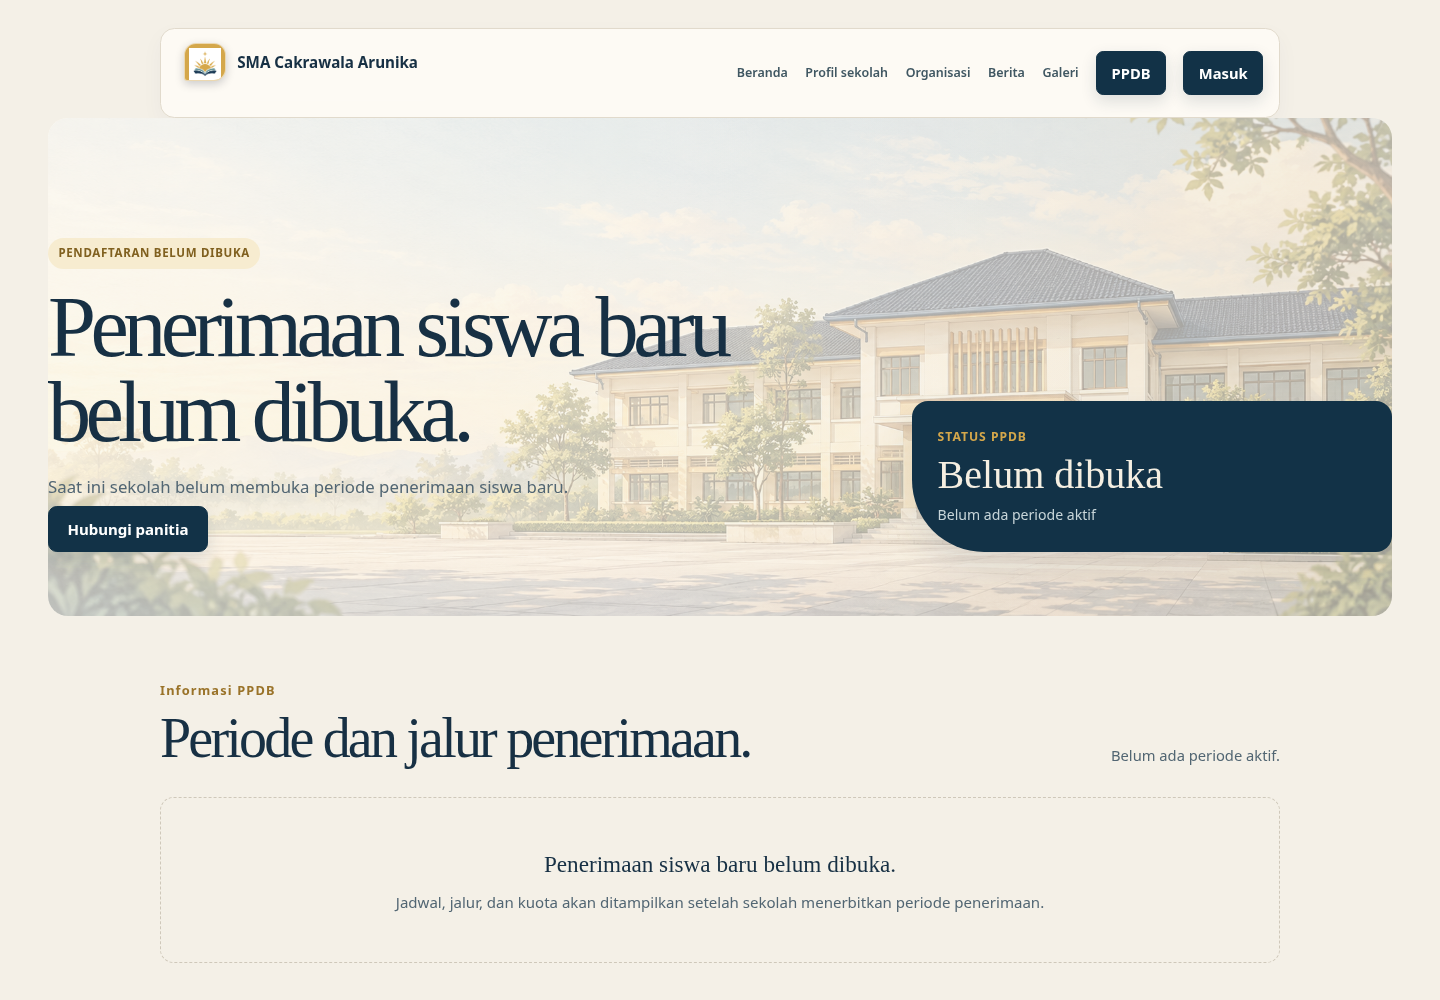 SMA Cakrawala Arunika
Beranda Profil sekolah Organisasi Berita Galeri PPDB Masuk
PENDAFTARAN BELUM DIBUKA
Penerimaan siswa baru
belum dibuka.
Saat ini sekolah belum membuka periode penerimaan siswa baru.
Hubungi panitia
STATUS PPDB
Belum dibuka
Belum ada periode aktif
Informasi PPDB
Periode dan jalur penerimaan.
Belum ada periode aktif.
Penerimaan siswa baru belum dibuka.
Jadwal, jalur, dan kuota akan ditampilkan setelah sekolah menerbitkan periode penerimaan.